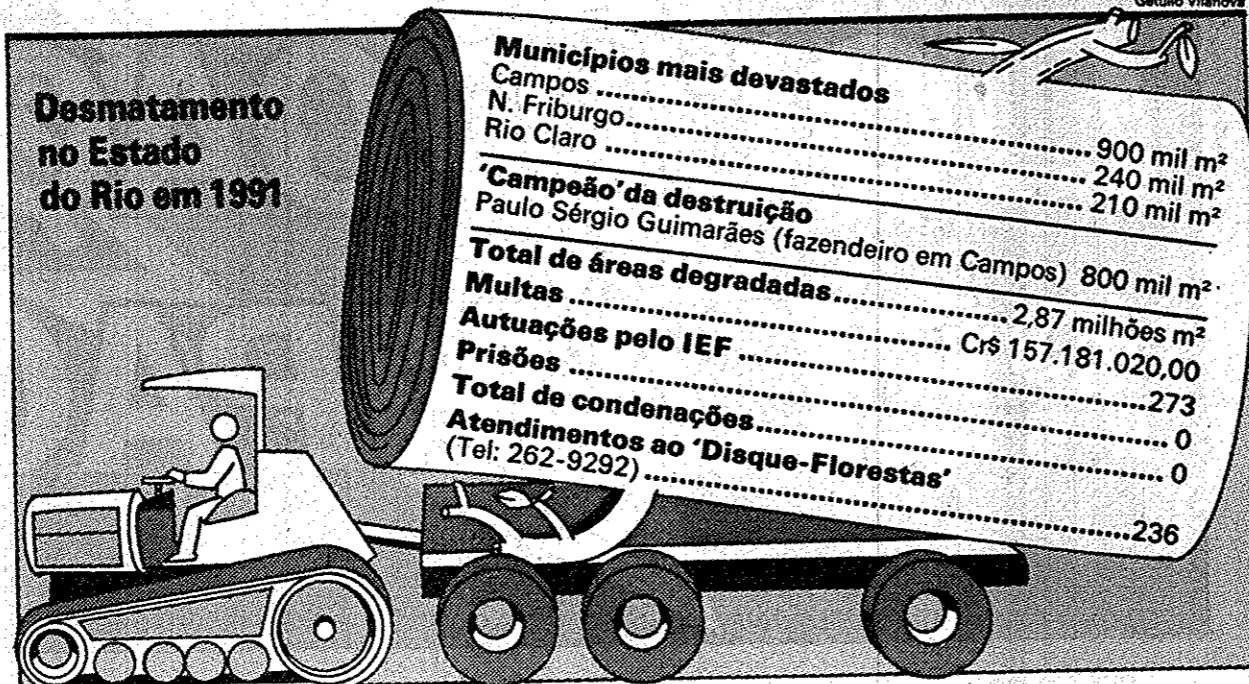 Getulio Vilanova
Desmatamento
no Estado
do Rio em 1991
Municípios mais devastados
Campos ........ 900 mil m²
N. Friburgo........ 240 mil m²
Rio Claro ........ 210 mil m²
'Campeão' da destruição
Paulo Sérgio Guimarães (fazendeiro em Campos) 800 mil m²
Total de áreas degradadas........ 2,87 milhões m²
Multas ........ Cr$ 157.181.020,00
Autuações pelo IEF ........ 273
Prisões ........ 0
Total de condenações........ 0
Atendimentos ao 'Disque-Florestas'
(Tel: 262-9292) ........ 236